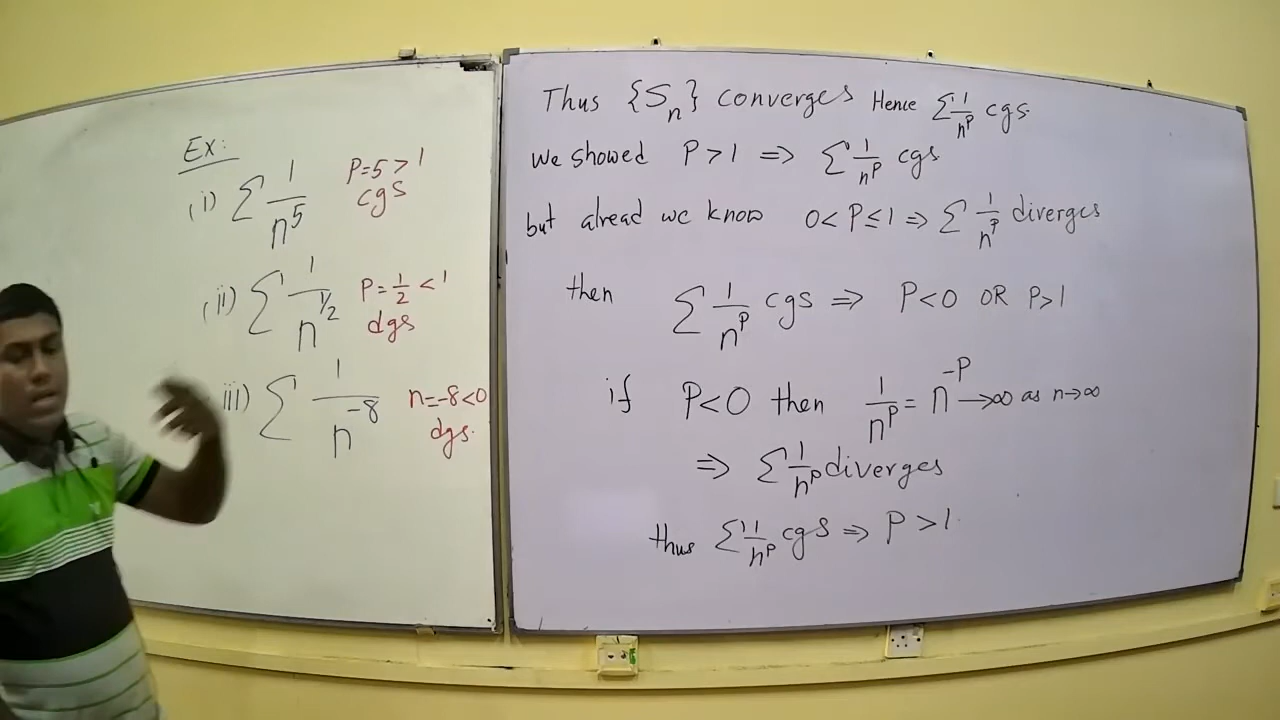 Ex:
(i) Σ 1/n^5 P=5>1
cgs
(ii) Σ 1/n^1/2 P=1/2<1
dgs
iii) Σ 1/n^-8 n=-8<0
dgs.
Thus {Sn} converges Hence Σ 1/n^p cgs.
we showed P>1 ⇒ Σ 1/n^p cgs
but alread we know 0<P≤1 ⇒ Σ 1/n^p diverges
then Σ 1/n^p cgs ⇒ P<0 OR P>1
if P<0 then 1/n^p = n^-P →∞ as n→∞
⇒ Σ 1/n^p diverges
thus Σ 1/n^p cgs ⇒ P>1.